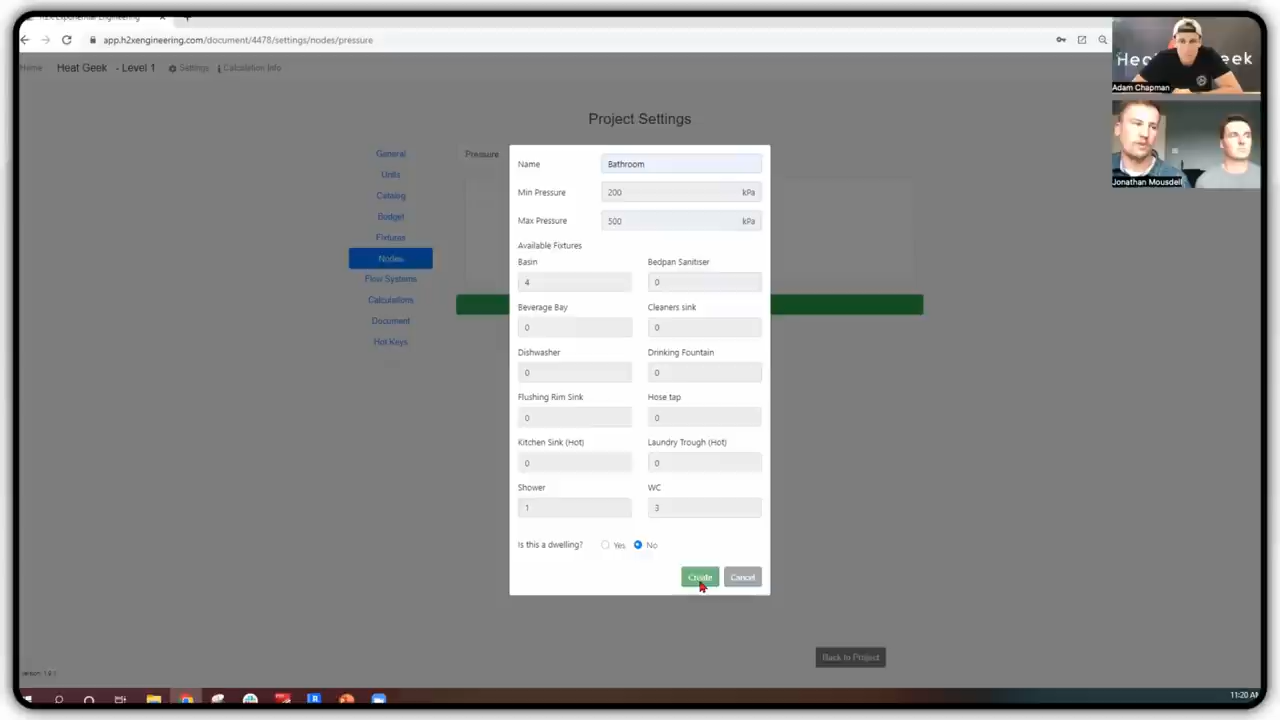 app.h2xengineering.com/document/4478/settings/nodes/pressure
Home Heat Geek - Level 1 Settings Calculation Info
Adam Chapman
Jonathan Mousdell
Project Settings
General
Units
Catalog
Budget
Fixtures
Nodes
Flow Systems
Calculations
Document
Hot Keys
Pressure
Name Bathroom
Min Pressure 200 kPa
Max Pressure 500 kPa
Available Fixtures
Basin Bedpan Sanitiser
4 0
Beverage Bay Cleaners sink
0 0
Dishwasher Drinking Fountain
0 0
Flushing Rim Sink Hose tap
0 0
Kitchen Sink (Hot) Laundry Trough (Hot)
0 0
Shower WC
1 3
Is this a dwelling? Yes No
Create Cancel
Back to Project
11:20